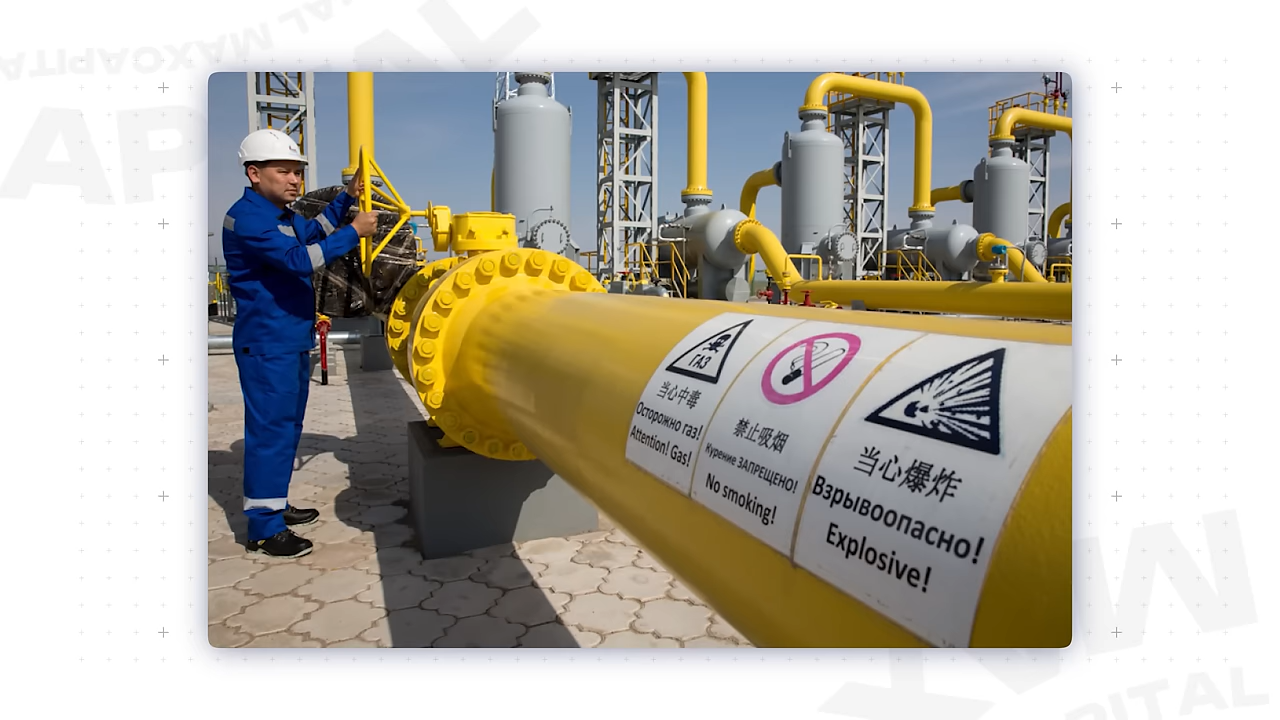 ГАЗ
当心中毒
Осторожно газ!
Attention! Gas!
禁止吸烟
Курение ЗАПРЕЩЕНО!
No smoking!
当心爆炸
Взрывоопасно!
Explosive!
MAXCAPITAL